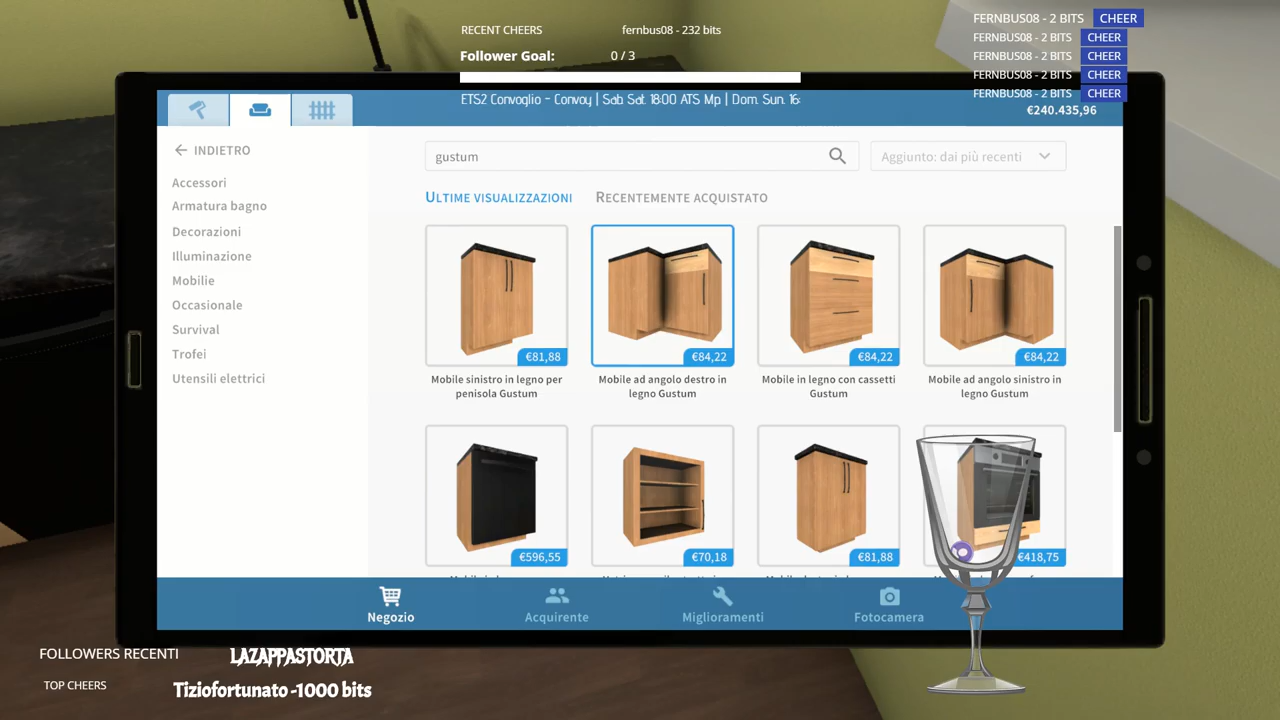 RECENT CHEERS fernbus08 - 232 bits
Follower Goal: 0 / 3
ETS2 Convoglio - Convoy | Sab Sat. 18:00 ATS Mp | Dom. Sun. 16:
FERNBUS08 - 2 BITS CHEER
FERNBUS08 - 2 BITS CHEER
FERNBUS08 - 2 BITS CHEER
FERNBUS08 - 2 BITS CHEER
FERNBUS08 - 2 BITS CHEER
€240.435,96
INDIETRO
Accessori
Armatura bagno
Decorazioni
Illuminazione
Mobilie
Occasionale
Survival
Trofei
Utensili elettrici
gustum
Aggiunto: dai più recenti
ULTIME VISUALIZZAZIONI RECENTEMENTE ACQUISTATO
€81,88 €84,22 €84,22 €84,22
Mobile sinistro in legno per
penisola Gustum
Mobile ad angolo destro in
legno Gustum
Mobile in legno con cassetti
Gustum
Mobile ad angolo sinistro in
legno Gustum
€596,55 €70,18 €81,88 €418,75
Negozio Acquirente Miglioramenti Fotocamera
FOLLOWERS RECENTI LAZAPPASTORTA
TOP CHEERS Tiziofortunato -1000 bits